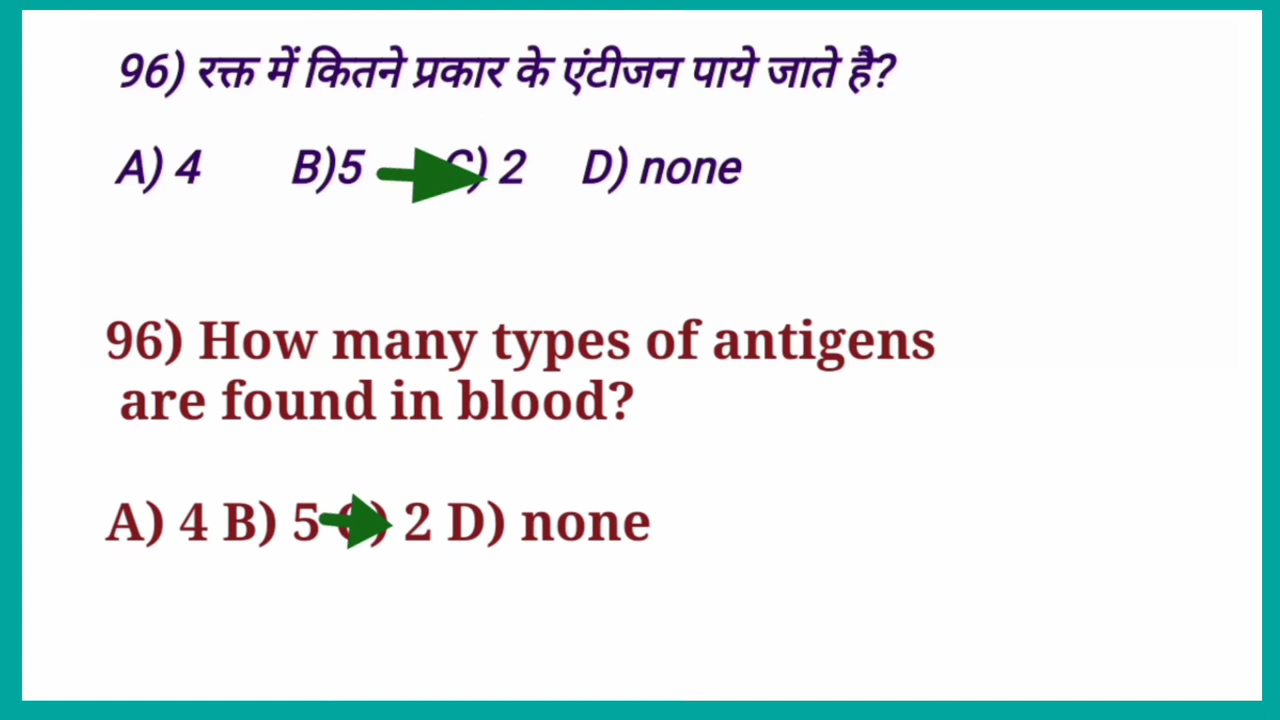 96) रक्त में कितने प्रकार के एंटीजन पाये जाते है?
A) 4 B)5 C) 2 D) none
96) How many types of antigens
are found in blood?
A) 4 B) 5 C) 2 D) none